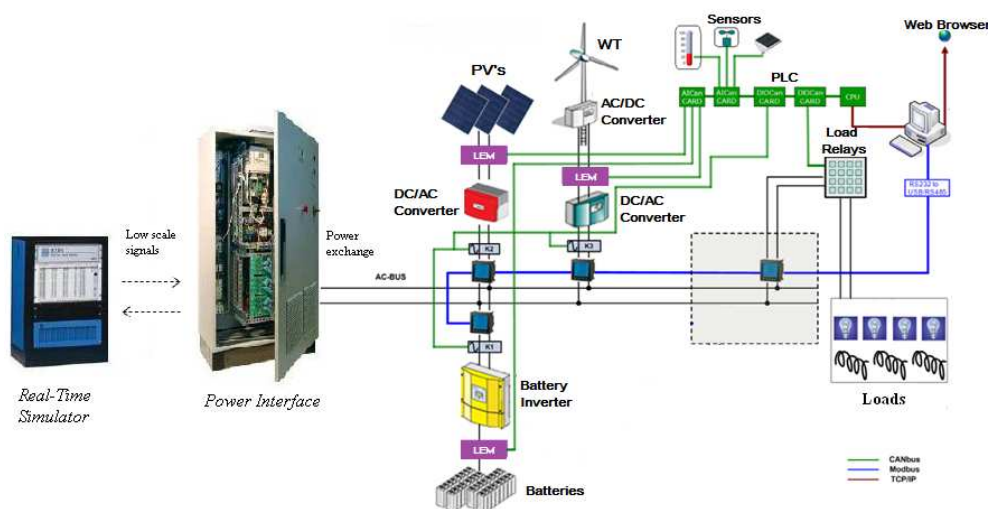 Sensors
Web Browser
WT
PLC
PV's
AICan
CARD
AICan
CARD
DIOCan
CARD
DIOCan
CARD
CPU
AC/DC
Converter
Load
Relays
LEM
LEM
RS232 to
USB/RS485
DC/AC
Converter
DC/AC
Converter
Low scale
signals
Power
exchange
K2
K3
AC-BUS
K1
Real-Time
Simulator
Power Interface
Battery
Inverter
Loads
LEM
Batteries
CANbus
Modbus
TCP/IP